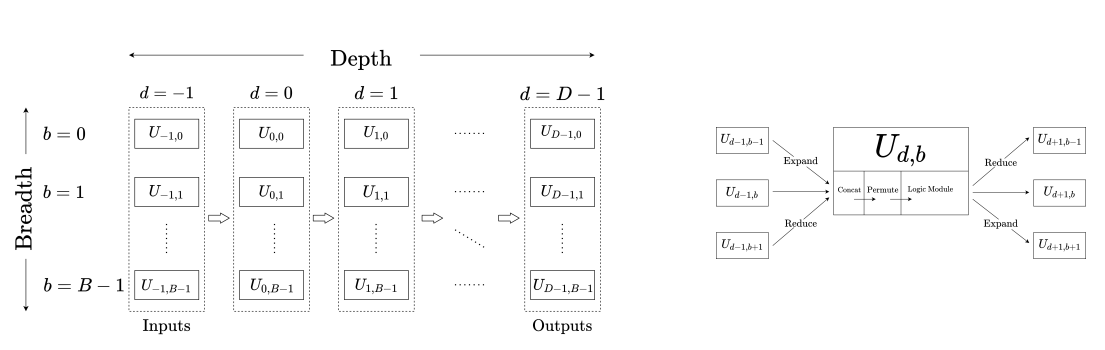 Depth
d = −1 d = 0 d = 1 d = D − 1
Breadth
b = 0 U_{−1,0} U_{0,0} U_{1,0} ....... U_{D−1,0}
b = 1 U_{−1,1} U_{0,1} U_{1,1} ....... U_{D−1,1}
b = B − 1 U_{−1,B−1} U_{0,B−1} U_{1,B−1} ....... U_{D−1,B−1}
Inputs Outputs
U_{d−1,b−1}
Expand
U_{d−1,b}
Reduce
U_{d−1,b+1}
U_{d,b}
Concat Permute Logic Module
U_{d+1,b−1}
Reduce
U_{d+1,b}
Expand
U_{d+1,b+1}